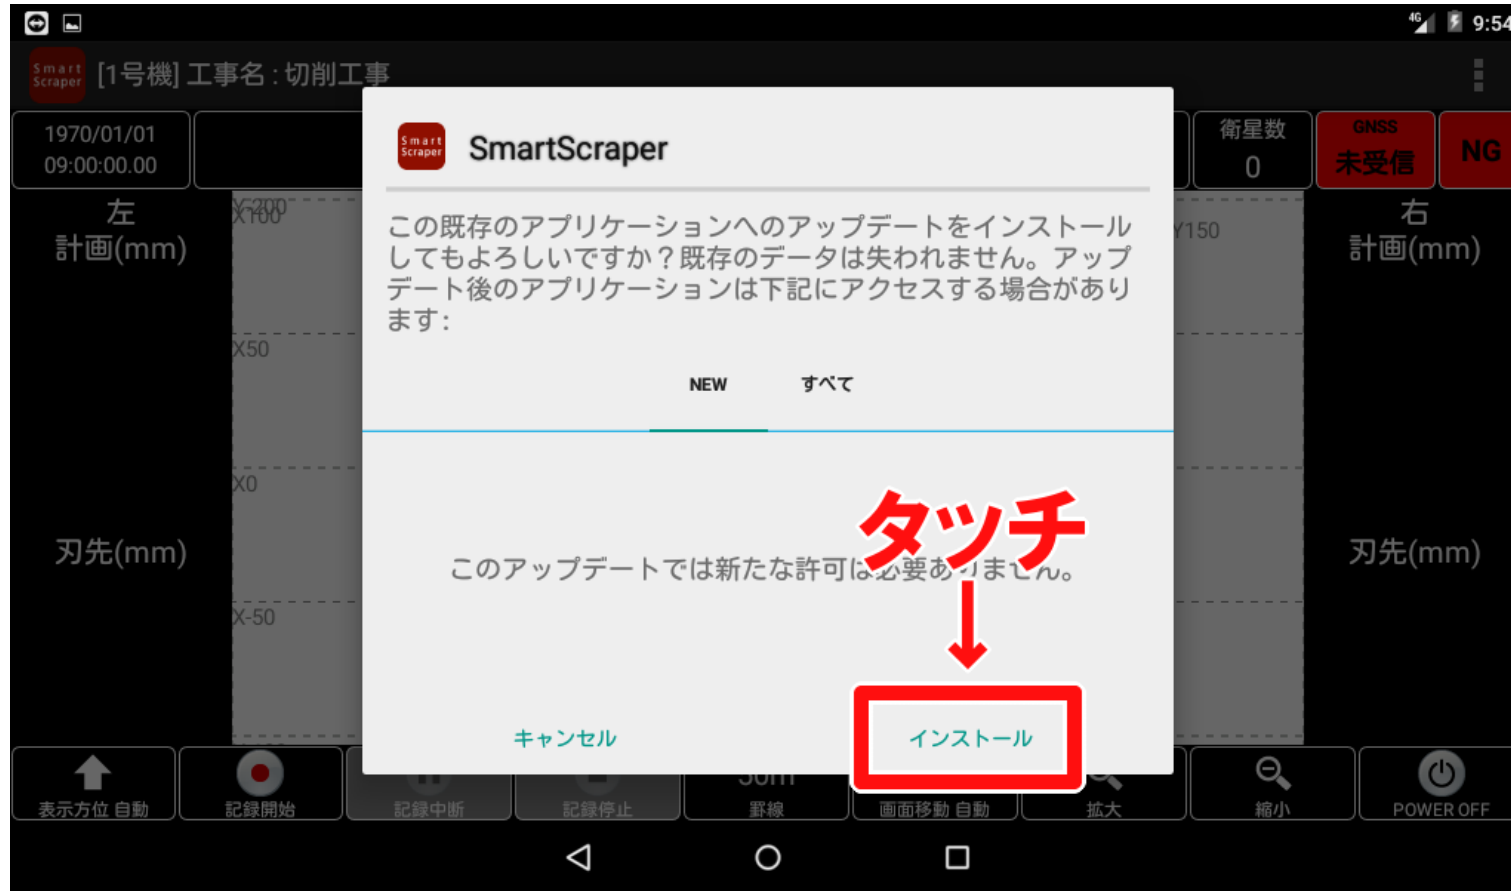 4G 9:54
Smart Scraper [1号機] 工事名 : 切削工事
1970/01/01
09:00:00.00
衛星数
0
GNSS
未受信
NG
左
計画(mm)
刃先(mm)
X100
Y-200
X50
X0
X-50
Y150
右
計画(mm)
刃先(mm)
Smart
Scraper
SmartScraper
この既存のアプリケーションへのアップデートをインストール
してもよろしいですか？既存のデータは失われません。アップ
デート後のアプリケーションは下記にアクセスする場合があり
ます:
NEW すべて
このアップデートでは新たな許可は必要ありません。
タッチ
キャンセル インストール
50m
表示方位 自動 記録開始 記録中断 記録停止 罫線 画面移動 自動 拡大 縮小 POWER OFF